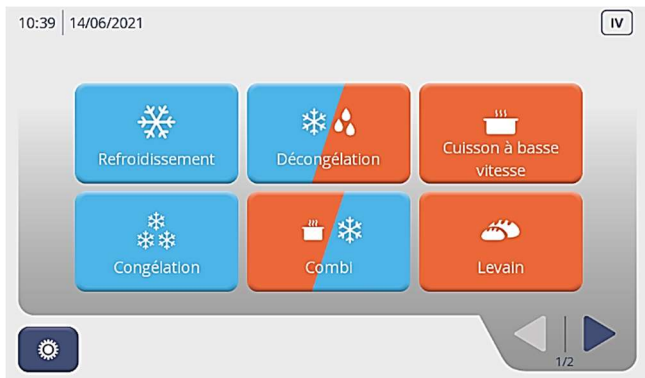 10:39 14/06/2021
IV
Refroidissement
Décongélation
Cuisson à basse
vitesse
Congélation
Combi
Levain
1/2